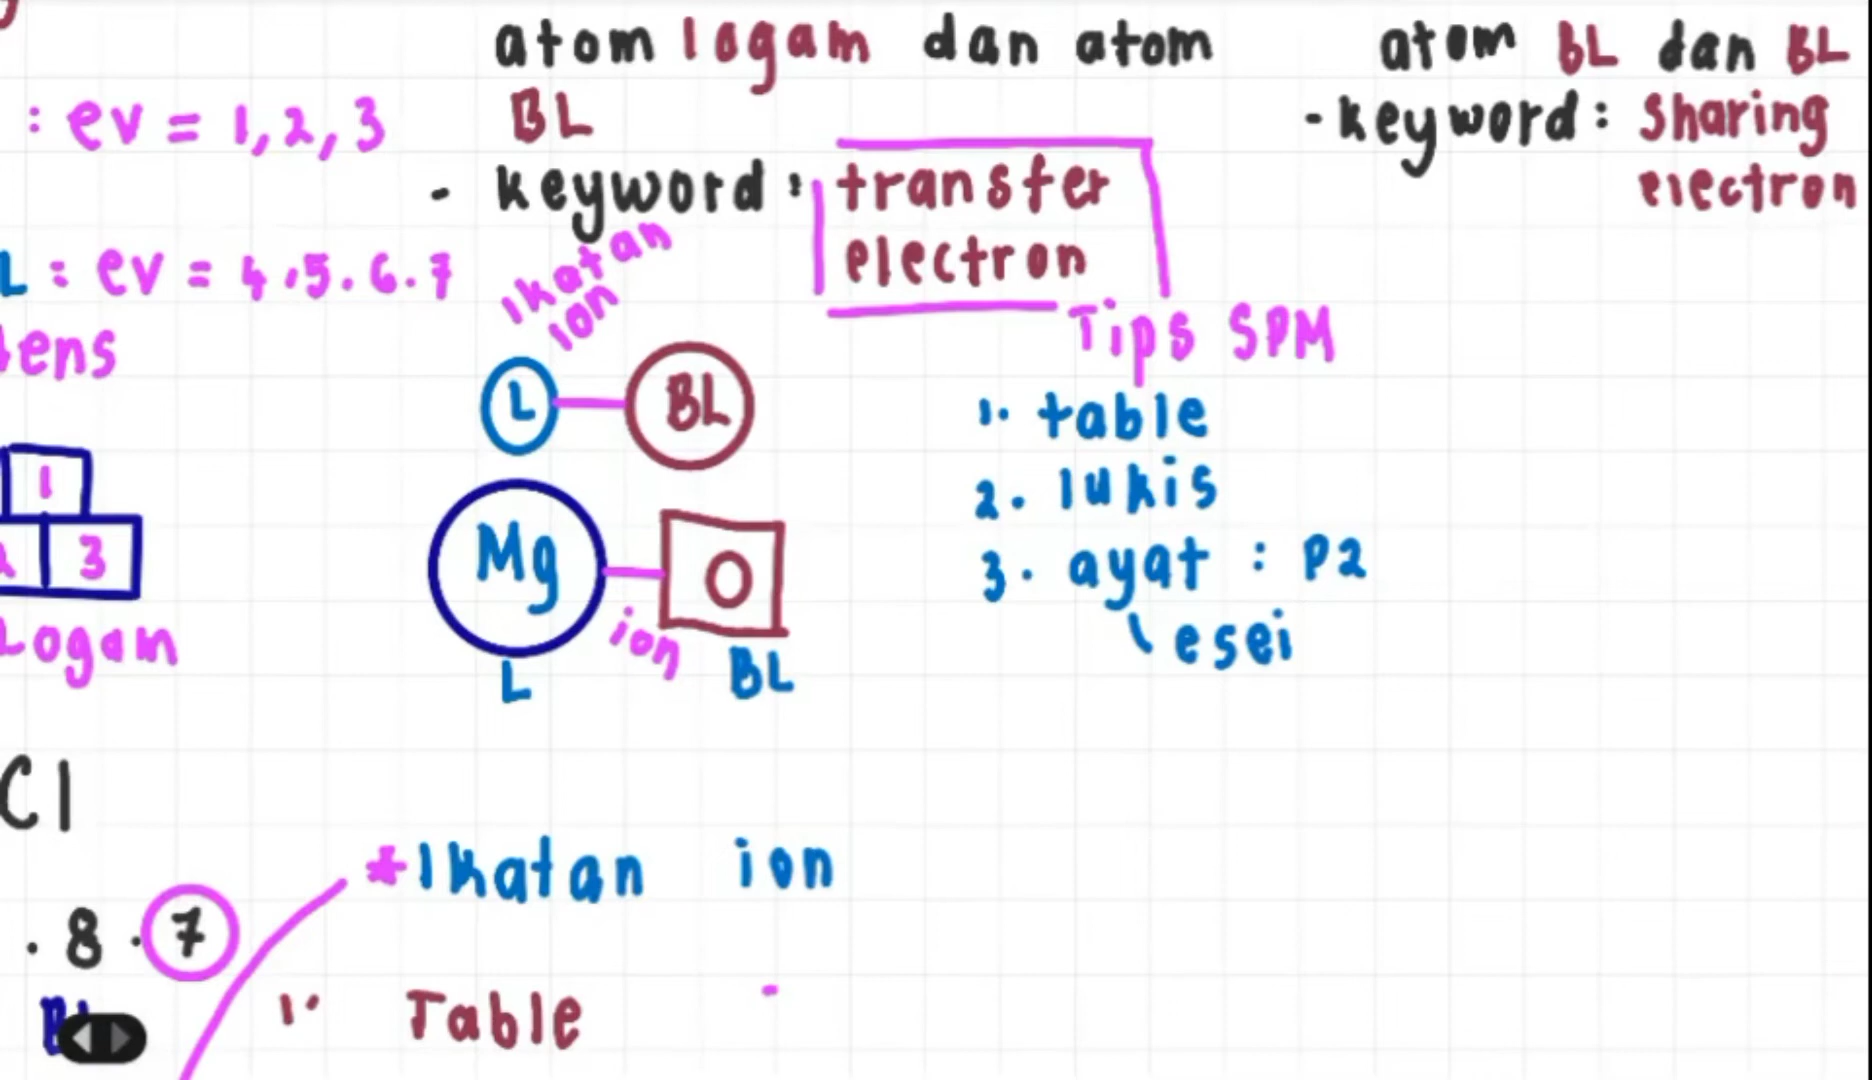 atom logam dan atom
BL
- keyword : transfer
electron
atom BL dan BL
- keyword : sharing
electron
: ev = 1, 2, 3
L : ev = 4.5.6.7
Ikatan
ion
Tips SPM
L BL
1. table
2. lukis
3. ayat : P2
esei
1
3
Logam
Mg O
ion
L BL
Cl
* Ikatan ion
. 8 . 7
1. Table